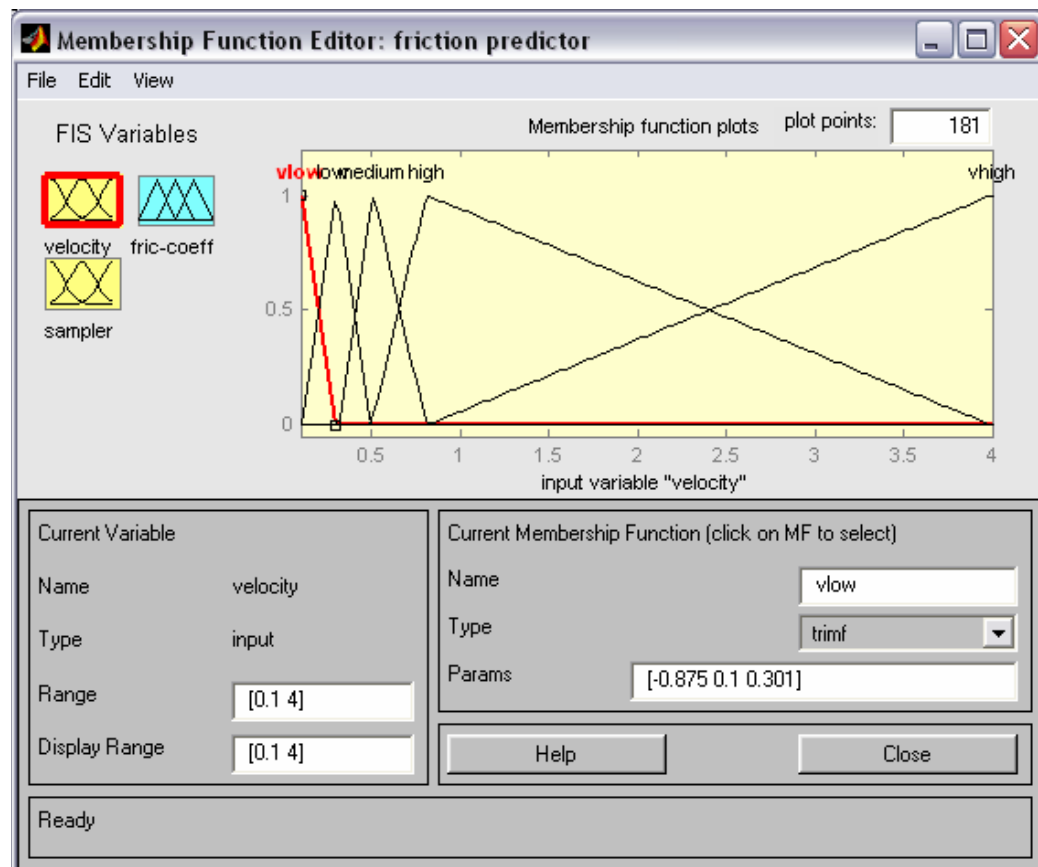 Membership Function Editor: friction predictor
File Edit View
FIS Variables
Membership function plots plot points: 181
velocity fric-coeff
sampler
vlow low medium high vhigh
1
0.5
0
0.5 1 1.5 2 2.5 3 3.5 4
input variable "velocity"
Current Variable
Name velocity
Type input
Range [0.1 4]
Display Range [0.1 4]
Current Membership Function (click on MF to select)
Name vlow
Type trimf
Params [-0.875 0.1 0.301]
Help Close
Ready